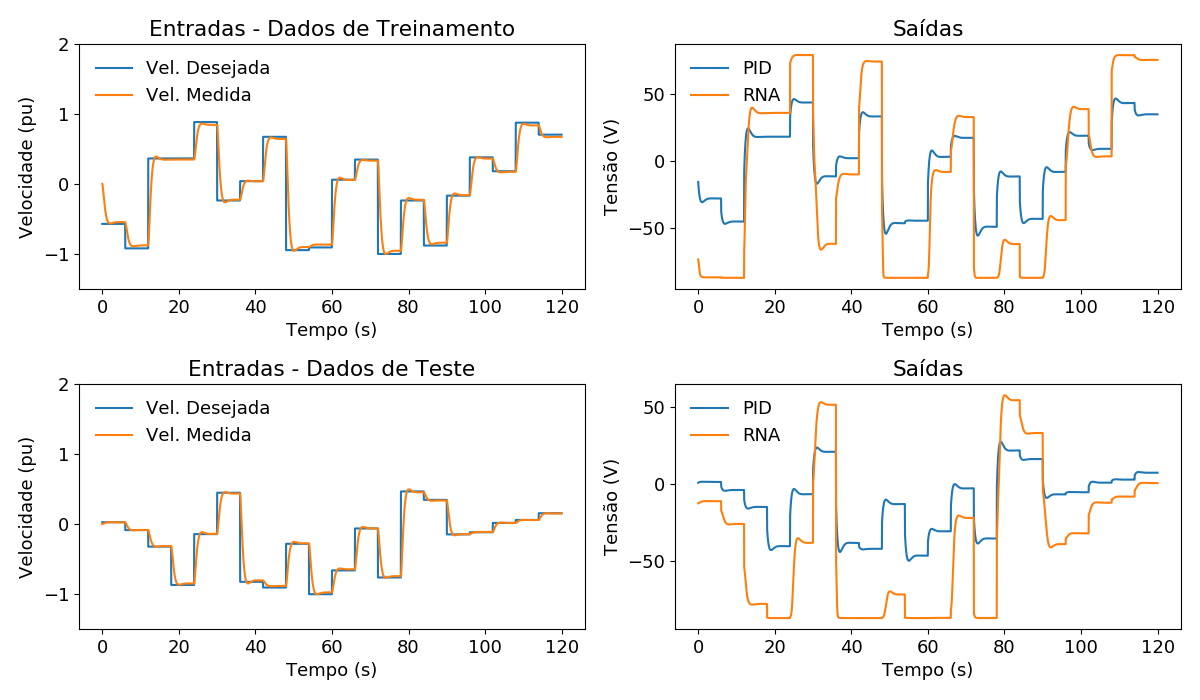 Entradas - Dados de Treinamento
Vel. Desejada
Vel. Medida
Velocidade (pu)
2
1
0
−1
0 20 40 60 80 100 120
Tempo (s)
Saídas
PID
RNA
Tensão (V)
50
0
−50
0 20 40 60 80 100 120
Tempo (s)
Entradas - Dados de Teste
Vel. Desejada
Vel. Medida
Velocidade (pu)
2
1
0
−1
0 20 40 60 80 100 120
Tempo (s)
Saídas
PID
RNA
Tensão (V)
50
0
−50
0 20 40 60 80 100 120
Tempo (s)